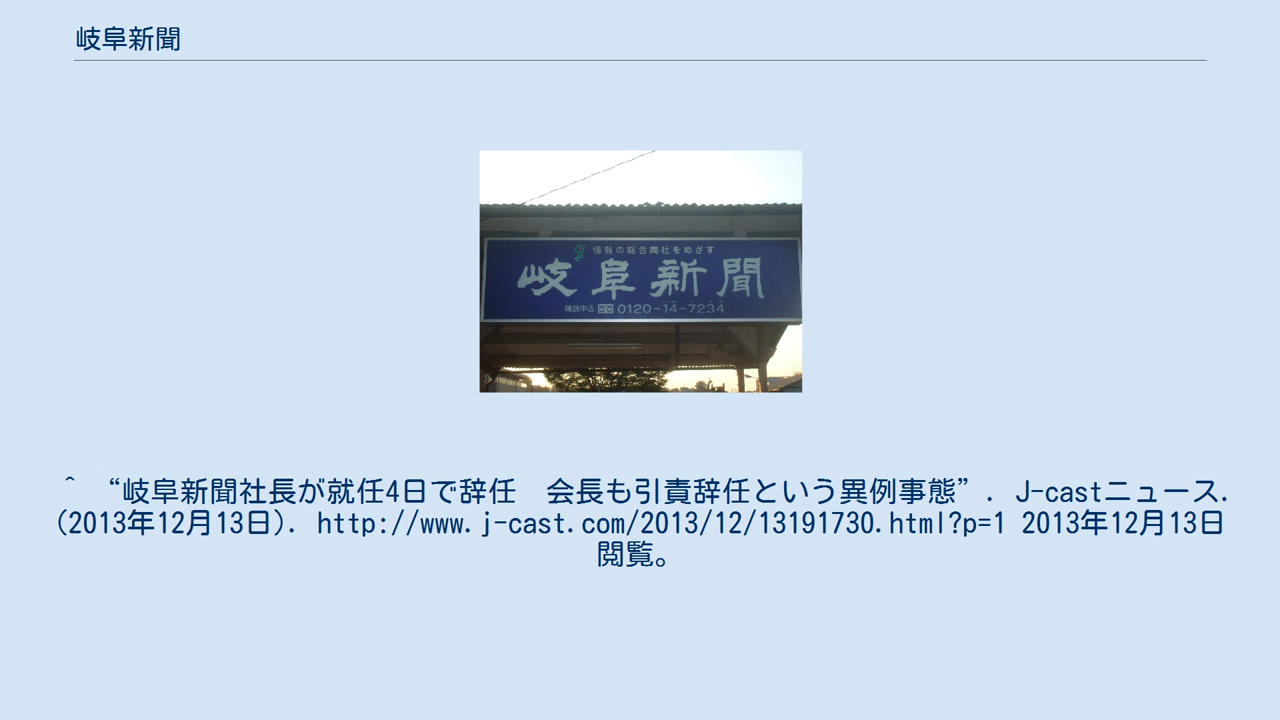 岐阜新聞
情報の総合商社をめざす
岐阜新聞
購読申込 0120-14-7234
^ “岐阜新聞社長が就任4日で辞任　会長も引責辞任という異例事態”. J-castニュース.
(2013年12月13日). http://www.j-cast.com/2013/12/13191730.html?p=1 2013年12月13日
閲覧。